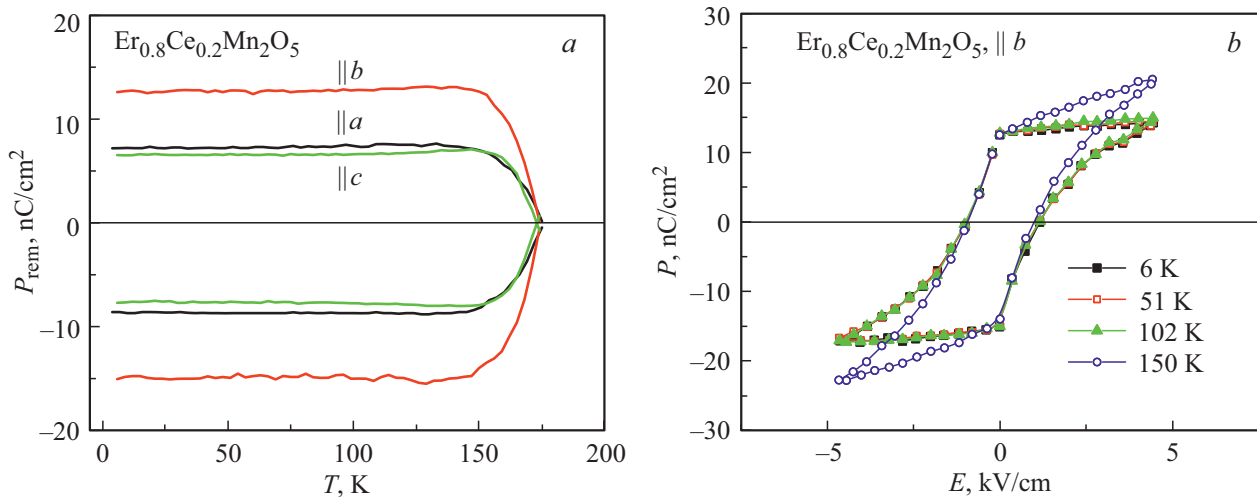 Er0.8Ce0.2Mn2O5
a
||b
||a
||c
20
10
0
–10
–20
Prem, nC/cm2
0
50
100
150
200
T, K
Er0.8Ce0.2Mn2O5, || b
b
30
20
10
0
–10
–20
–30
P, nC/cm2
6 K
51 K
102 K
150 K
–5
0
5
E, kV/cm